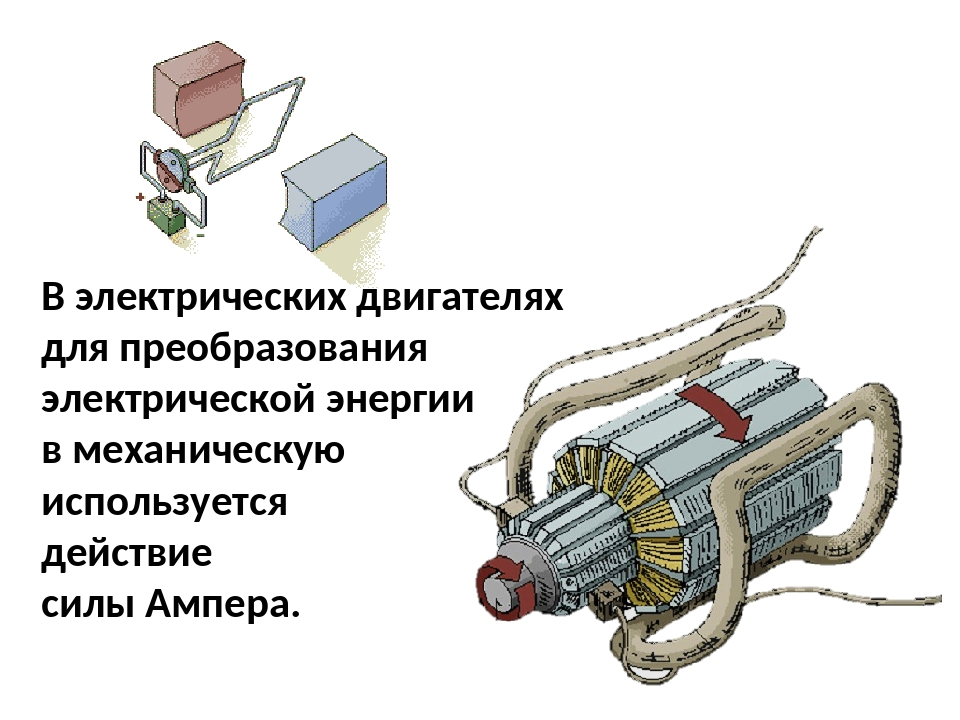 +
–
В электрических двигателях
для преобразования
электрической энергии
в механическую
используется
действие
силы Ампера.